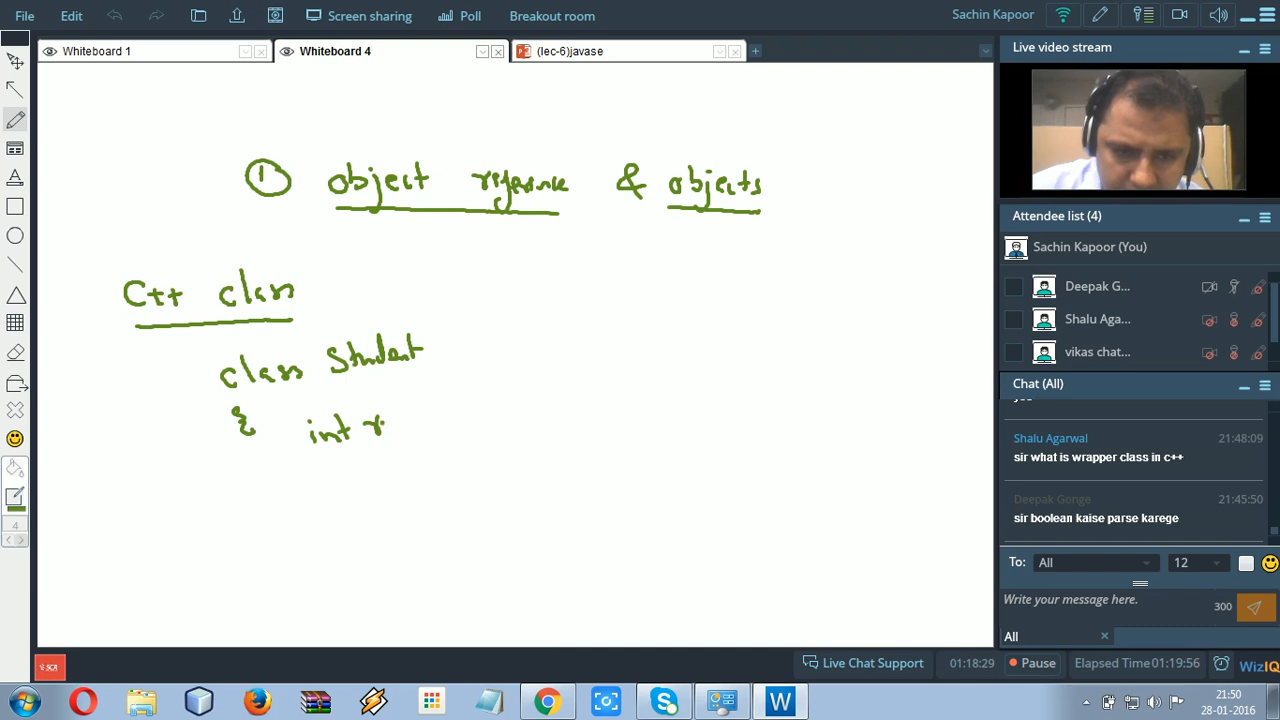 File Edit Screen sharing Poll Breakout room Sachin Kapoor
Whiteboard 1 Whiteboard 4 (lec-6)javase
Live video stream
① object reference & objects
C++ class
class Student
{ int r
Attendee list (4)
Sachin Kapoor (You)
Deepak G...
Shalu Aga...
vikas chat...
Chat (All)
Shalu Agarwal 21:48:09
sir what is wrapper class in c++
Deepak Gonge 21:45:50
sir boolean kaise parse karege
To: All 12
Write your message here. 300
All
4
Live Chat Support 01:18:29 Pause Elapsed Time 01:19:56 WizIQ
21:50
28-01-2016